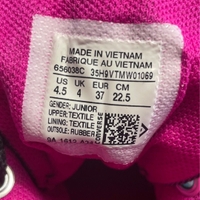 MADE IN VIETNAM
FABRIQUE AU VIETNAM
656038C 35H9VTMW01069
US UK EUR CM
4.5 4 37 22.5
GENDER: JUNIOR
UPPER: TEXTILE
LINING: TEXTILE
OUTSOLE: RUBBER
CONVERSE